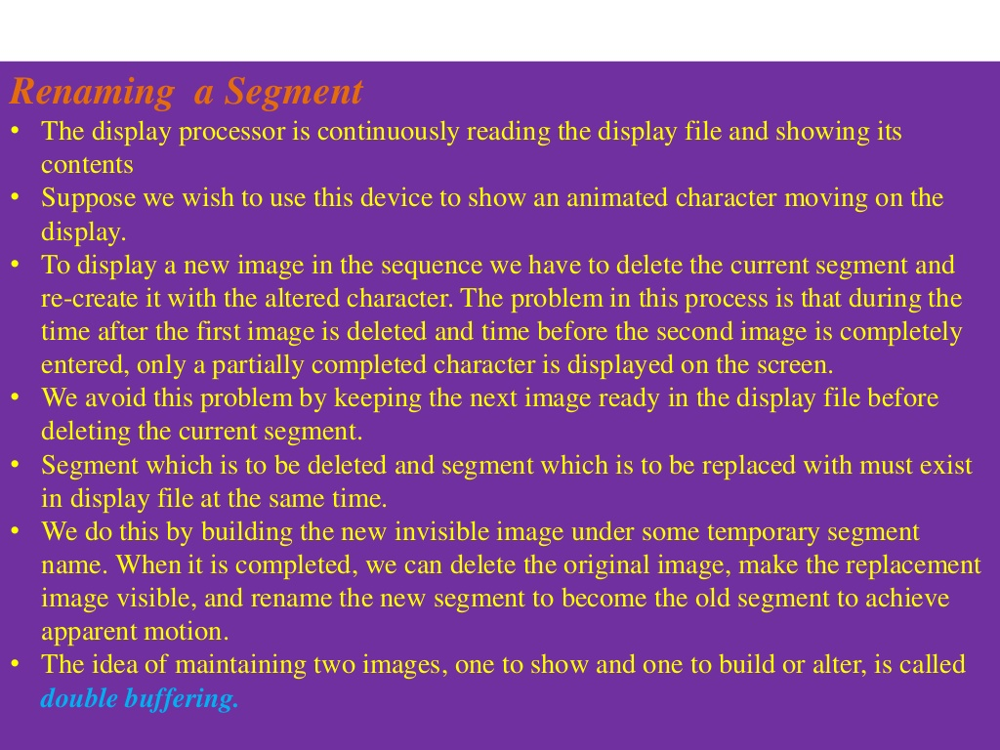 Renaming a Segment
• The display processor is continuously reading the display file and showing its
contents
• Suppose we wish to use this device to show an animated character moving on the
display.
• To display a new image in the sequence we have to delete the current segment and
re-create it with the altered character. The problem in this process is that during the
time after the first image is deleted and time before the second image is completely
entered, only a partially completed character is displayed on the screen.
• We avoid this problem by keeping the next image ready in the display file before
deleting the current segment.
• Segment which is to be deleted and segment which is to be replaced with must exist
in display file at the same time.
• We do this by building the new invisible image under some temporary segment
name. When it is completed, we can delete the original image, make the replacement
image visible, and rename the new segment to become the old segment to achieve
apparent motion.
• The idea of maintaining two images, one to show and one to build or alter, is called
double buffering.